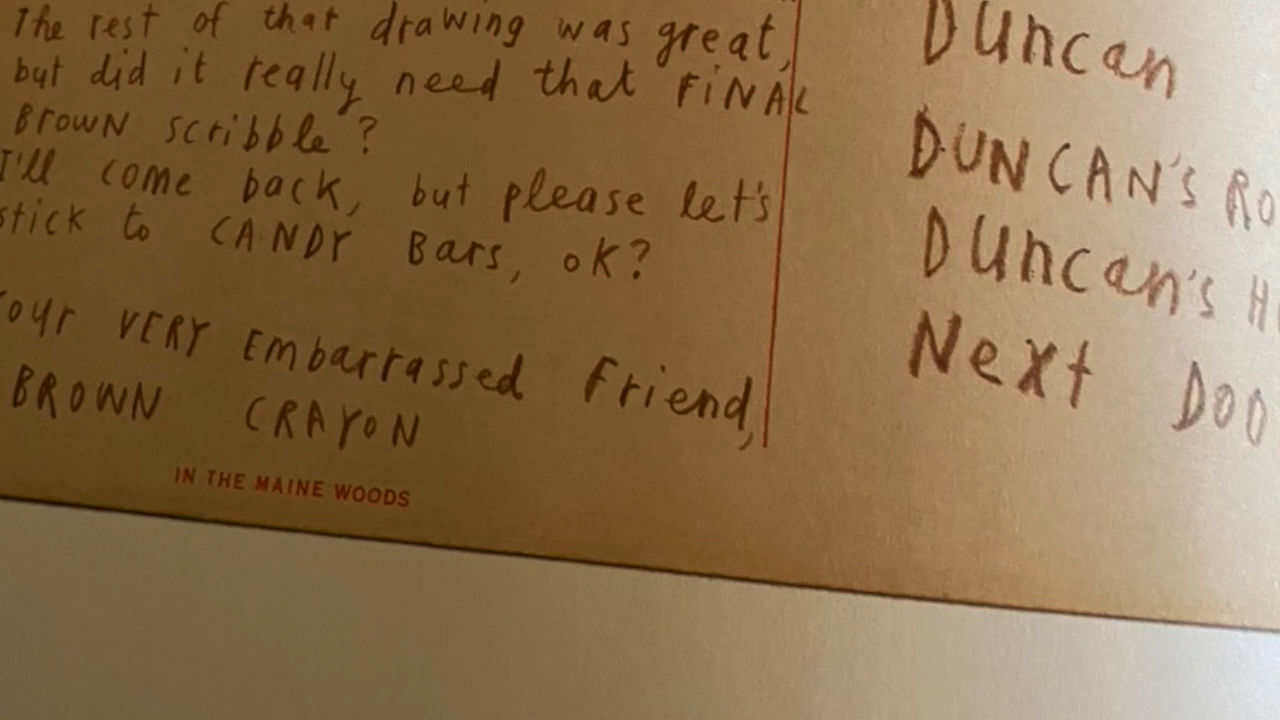 The rest of that drawing was great,
but did it really need that FiNAL
BrowN scribble?
I'll come back, but please let's
stick to CANDY Bars, oK?
Your VERY Embarrassed Friend,
BROWN CRAYoN
IN THE MAINE WOODS
DUncan
DUNCAN's
DUncan's
Next